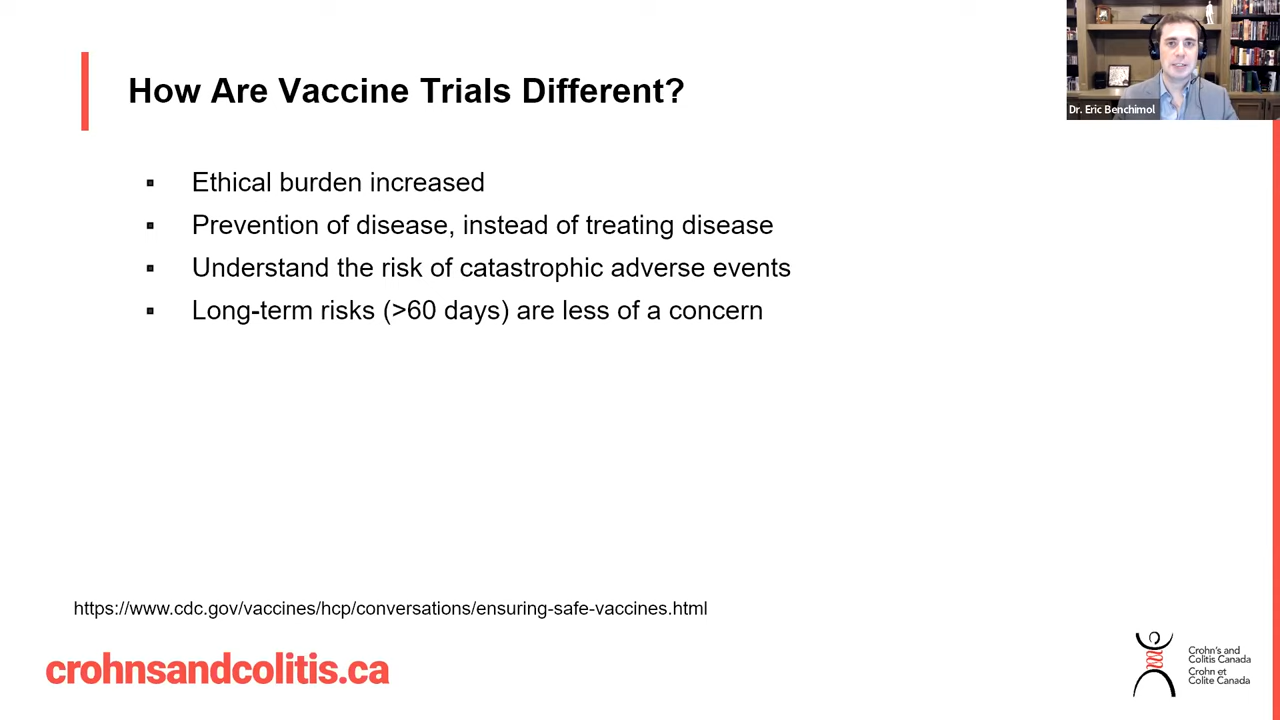 How Are Vaccine Trials Different?
Dr. Eric Benchimol
Ethical burden increased
Prevention of disease, instead of treating disease
Understand the risk of catastrophic adverse events
Long-term risks (>60 days) are less of a concern
https://www.cdc.gov/vaccines/hcp/conversations/ensuring-safe-vaccines.html
crohnsandcolitis.ca
Crohn's and
Colitis Canada
Crohn et
Colite Canada